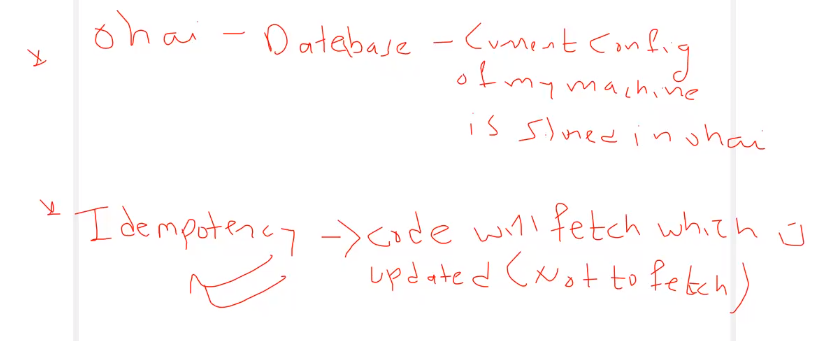 * Ohai - Database - Current Config
of my machine
is stored in ohai
* Idempotency -> code will fetch which is
updated (Not to fetch)